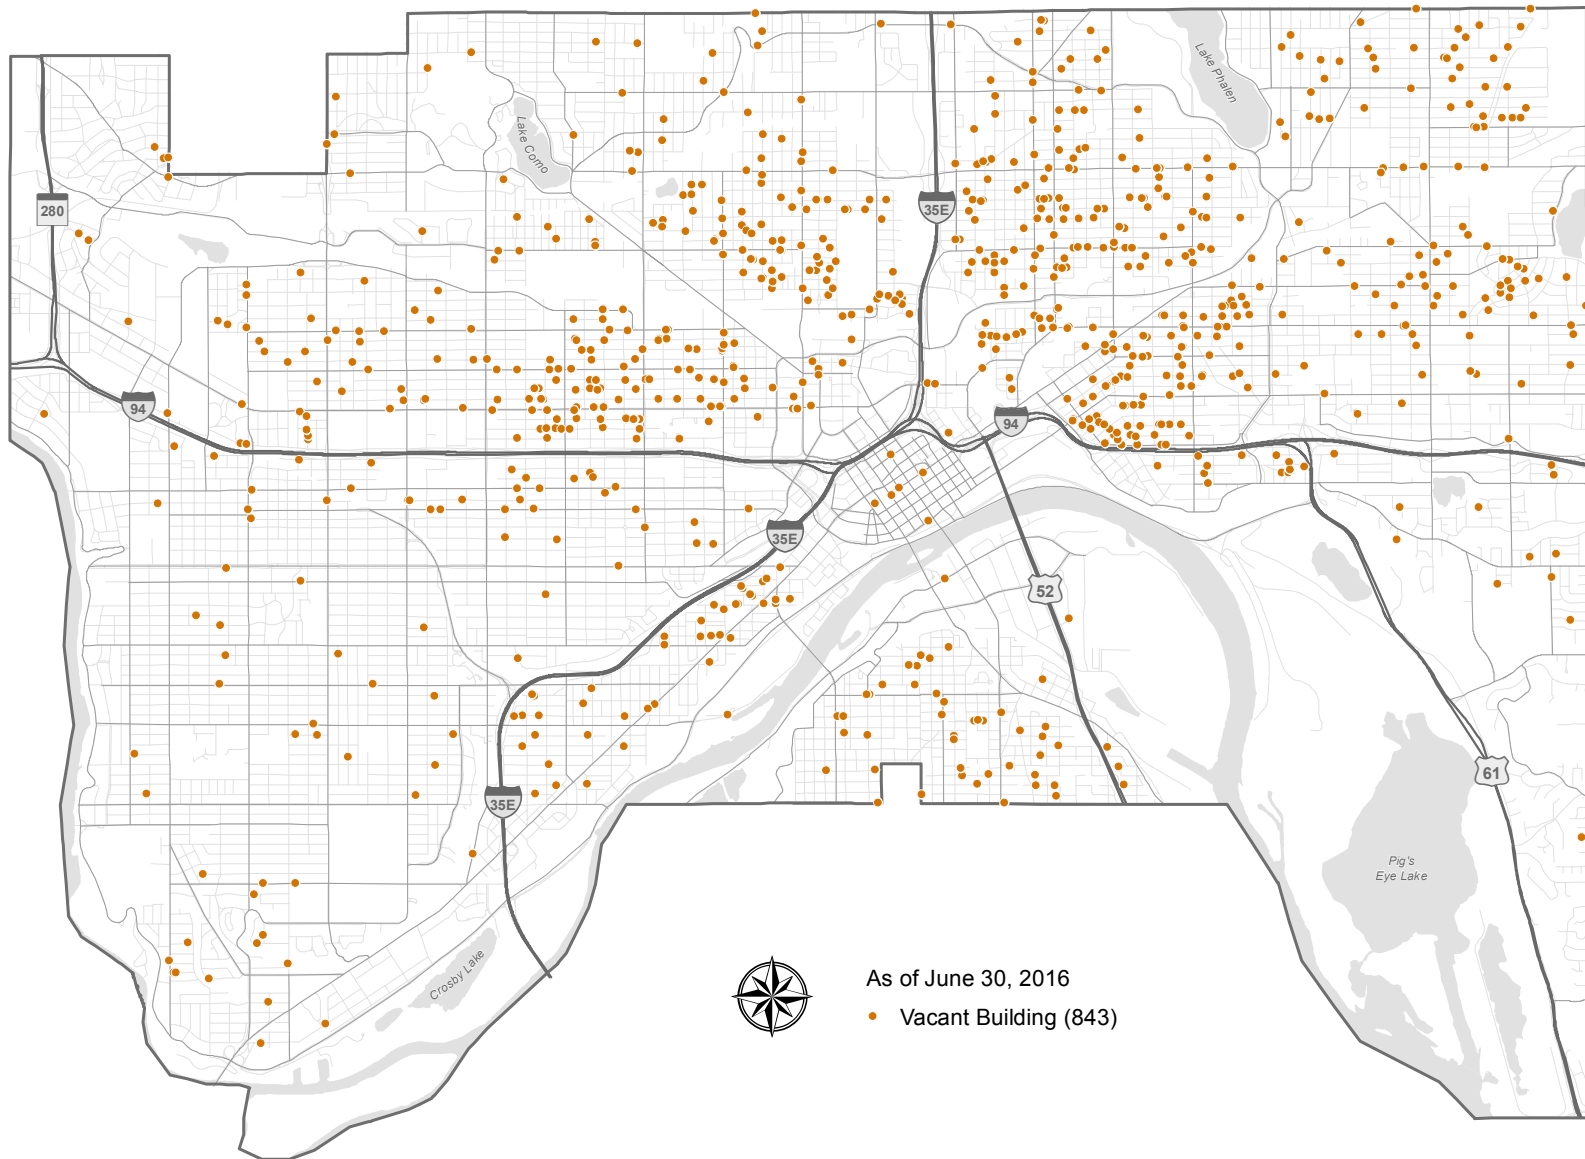 Lake Phalen
Lake Como
280
35E
94
94
35E
52
61
35E
Pig's
Eye Lake
Crosby Lake
As of June 30, 2016
Vacant Building (843)